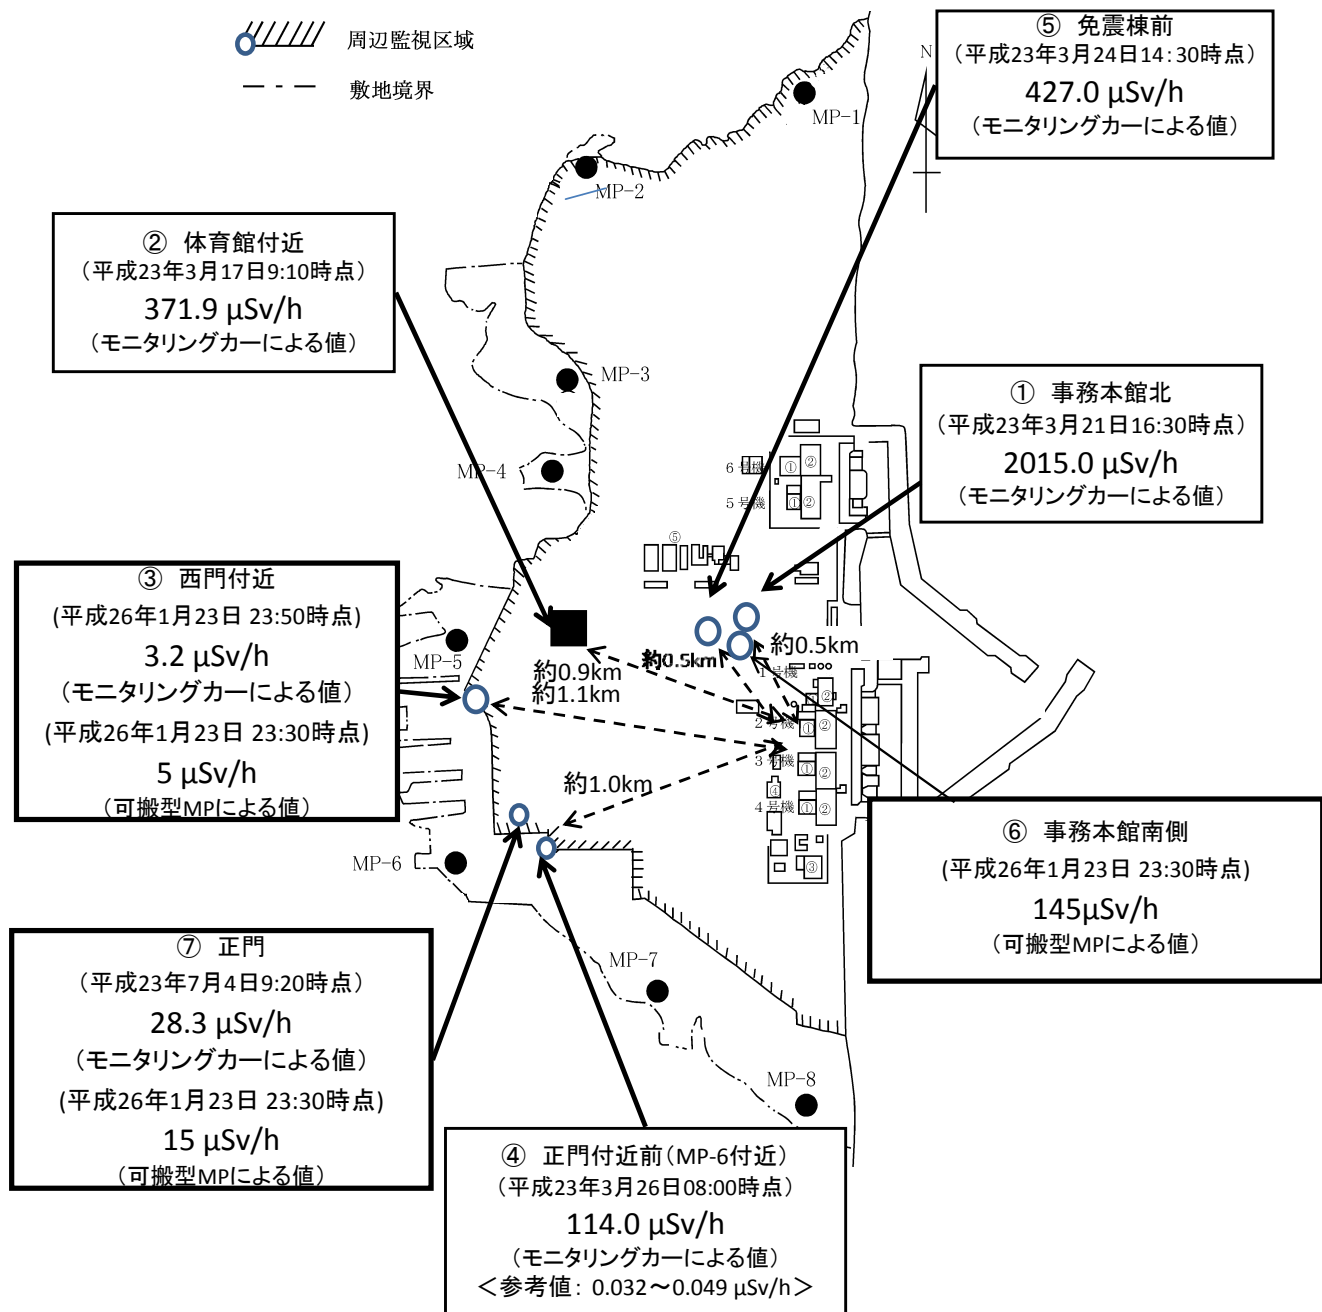 周辺監視区域
敷地境界
⑤ 免震棟前
（平成23年3月24日14:30時点）
427.0 μSv/h
（モニタリングカーによる値）
N
MP-1
MP-2
② 体育館付近
（平成23年3月17日9:10時点）
371.9 μSv/h
（モニタリングカーによる値）
MP-3
① 事務本館北
（平成23年3月21日16:30時点）
2015.0 μSv/h
（モニタリングカーによる値）
MP-4
6号機
①
②
5号機
①
②
⑤
③ 西門付近
(平成26年1月23日 23:50時点)
3.2 μSv/h
（モニタリングカーによる値）
(平成26年1月23日 23:30時点)
5 μSv/h
（可搬型MPによる値）
MP-5
約0.9km
約1.1km
約0.5km
約0.5km
1号機
②
2号機
①
②
3号機
①
②
④
4号機
①
②
③
約1.0km
MP-6
⑥ 事務本館南側
(平成26年1月23日 23:30時点)
145μSv/h
（可搬型MPによる値）
⑦ 正門
（平成23年7月4日9:20時点）
28.3 μSv/h
（モニタリングカーによる値）
(平成26年1月23日 23:30時点)
15 μSv/h
（可搬型MPによる値）
MP-7
MP-8
④ 正門付近前（MP-6付近）
（平成23年3月26日08:00時点）
114.0 μSv/h
（モニタリングカーによる値）
＜参考値: 0.032～0.049 μSv/h＞